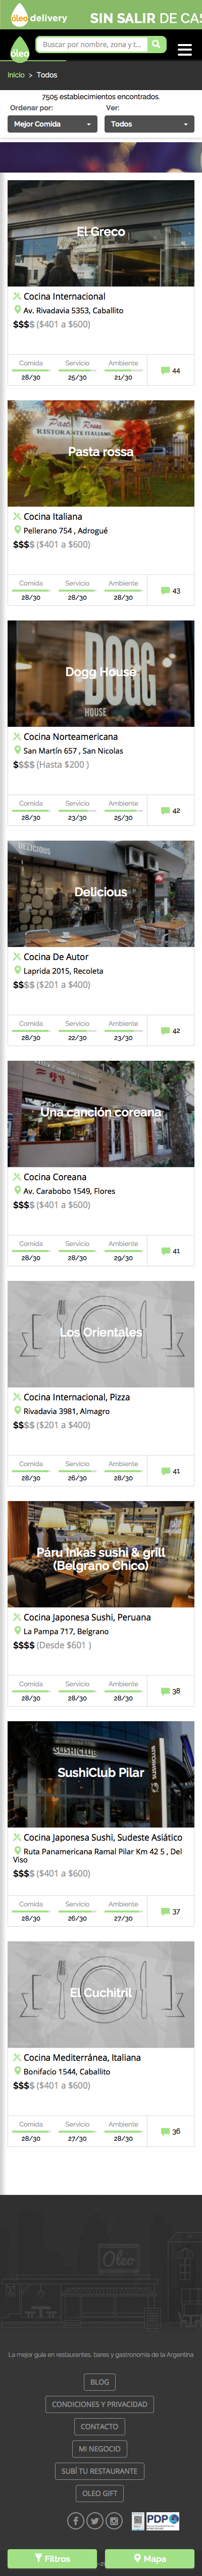 óleo delivery SIN SALIR DE CAS
óleo
Buscar por nombre, zona y t...
Inicio > Todos
7505 establecimientos encontrados.
Ordenar por: Ver:
Mejor Comida Todos
El Greco
Cocina Internacional
Av. Rivadavia 5353, Caballito
$$$$ ($401 a $600)
Comida Servicio Ambiente
28/30 25/30 21/30 44
Pasta rossa
Cocina Italiana
Pellerano 754 , Adrogué
$$$$ ($401 a $600)
Comida Servicio Ambiente
28/30 28/30 28/30 43
DOGG
HOUSE
Dogg House
Cocina Norteamericana
San Martín 657 , San Nicolas
$$$$ (Hasta $200 )
Comida Servicio Ambiente
28/30 23/30 25/30 42
DELICIOUS
Delicious
Cocina De Autor
Laprida 2015, Recoleta
$$$$ ($201 a $400)
Comida Servicio Ambiente
28/30 22/30 23/30 42
Una canción coreana
Cocina Coreana
Av. Carabobo 1549, Flores
$$$$ ($401 a $600)
Comida Servicio Ambiente
28/30 28/30 29/30 41
Los Orientales
Cocina Internacional, Pizza
Rivadavia 3981, Almagro
$$$$ ($201 a $400)
Comida Servicio Ambiente
28/30 26/30 28/30 41
Páru Inkas sushi & grill
(Belgrano Chico)
Cocina Japonesa Sushi, Peruana
La Pampa 717, Belgrano
$$$$ (Desde $601 )
Comida Servicio Ambiente
28/30 28/30 28/30 38
SUSHICLUB
SushiClub Pilar
Cocina Japonesa Sushi, Sudeste Asiático
Ruta Panamericana Ramal Pilar Km 42 5 , Del
Viso
$$$$ ($401 a $600)
Comida Servicio Ambiente
28/30 26/30 27/30 37
El Cuchitril
Cocina Mediterránea, Italiana
Bonifacio 1544, Caballito
$$$$ ($401 a $600)
Comida Servicio Ambiente
28/30 27/30 28/30 36
Oleo
La mejor guía en restaurantes, bares y gastronomía de la Argentina
BLOG
CONDICIONES Y PRIVACIDAD
CONTACTO
MI NEGOCIO
SUBÍ TU RESTAURANTE
OLEO GIFT
PDP
Filtros Mapa